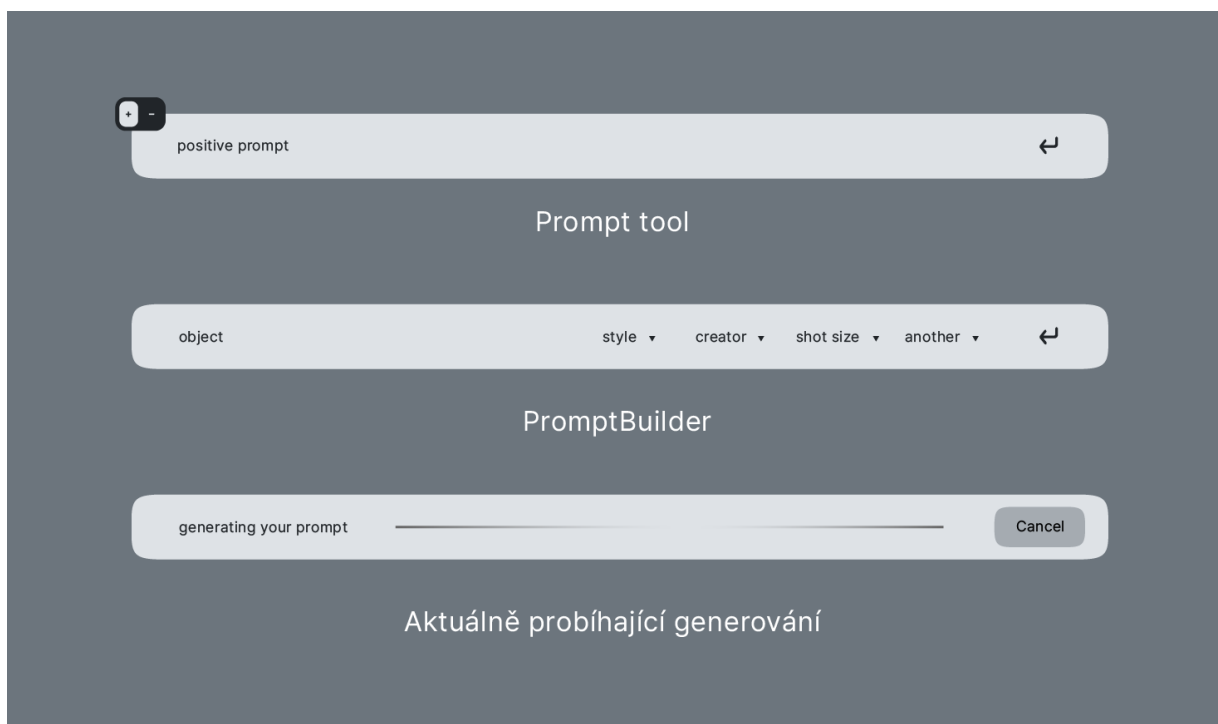 + -
positive prompt
Prompt tool
object style ▼ creator ▼ shot size ▼ another ▼
PromptBuilder
generating your prompt Cancel
Aktuálně probíhající generování